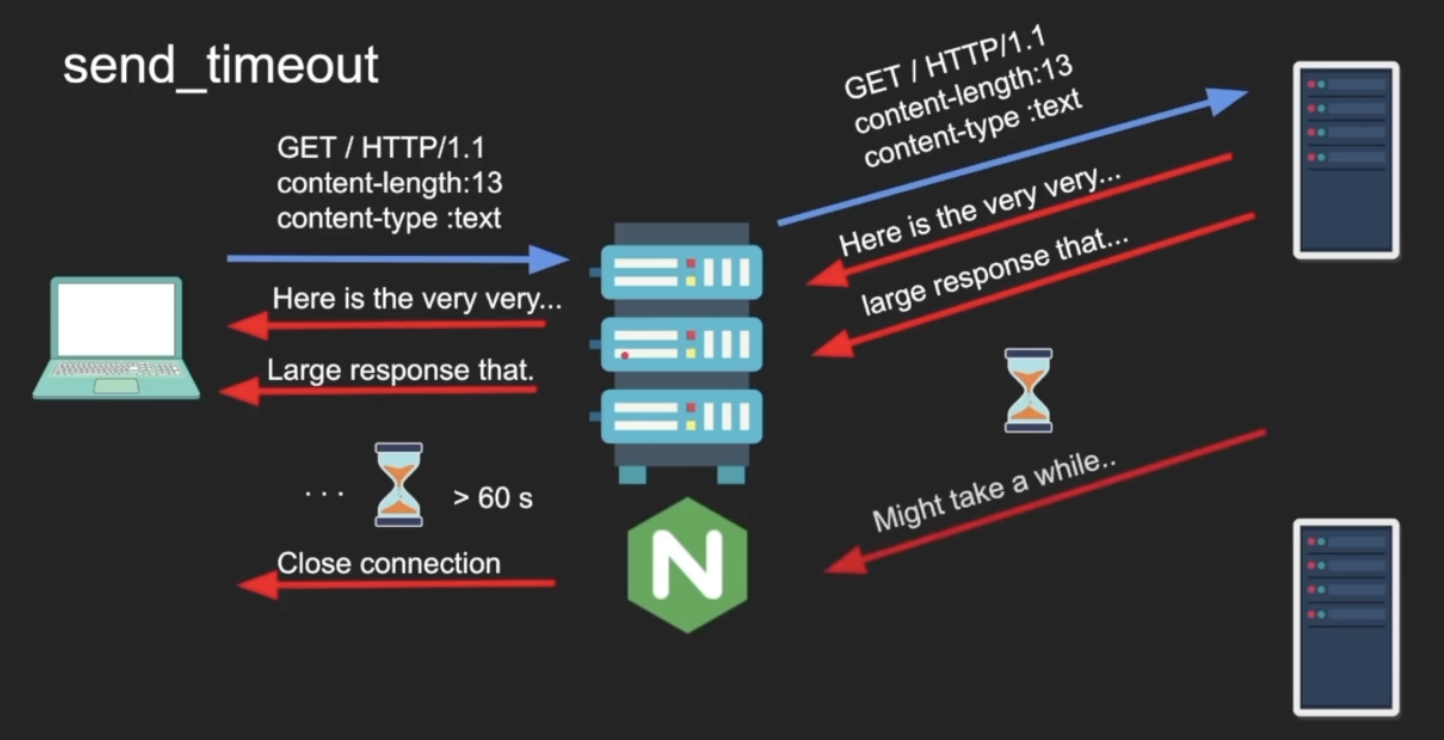 send_timeout
GET / HTTP/1.1
content-length:13
content-type :text
Here is the very very...
Large response that.
. . .
> 60 s
Close connection
N
GET / HTTP/1.1
content-length:13
content-type :text
Here is the very very...
large response that...
Might take a while..